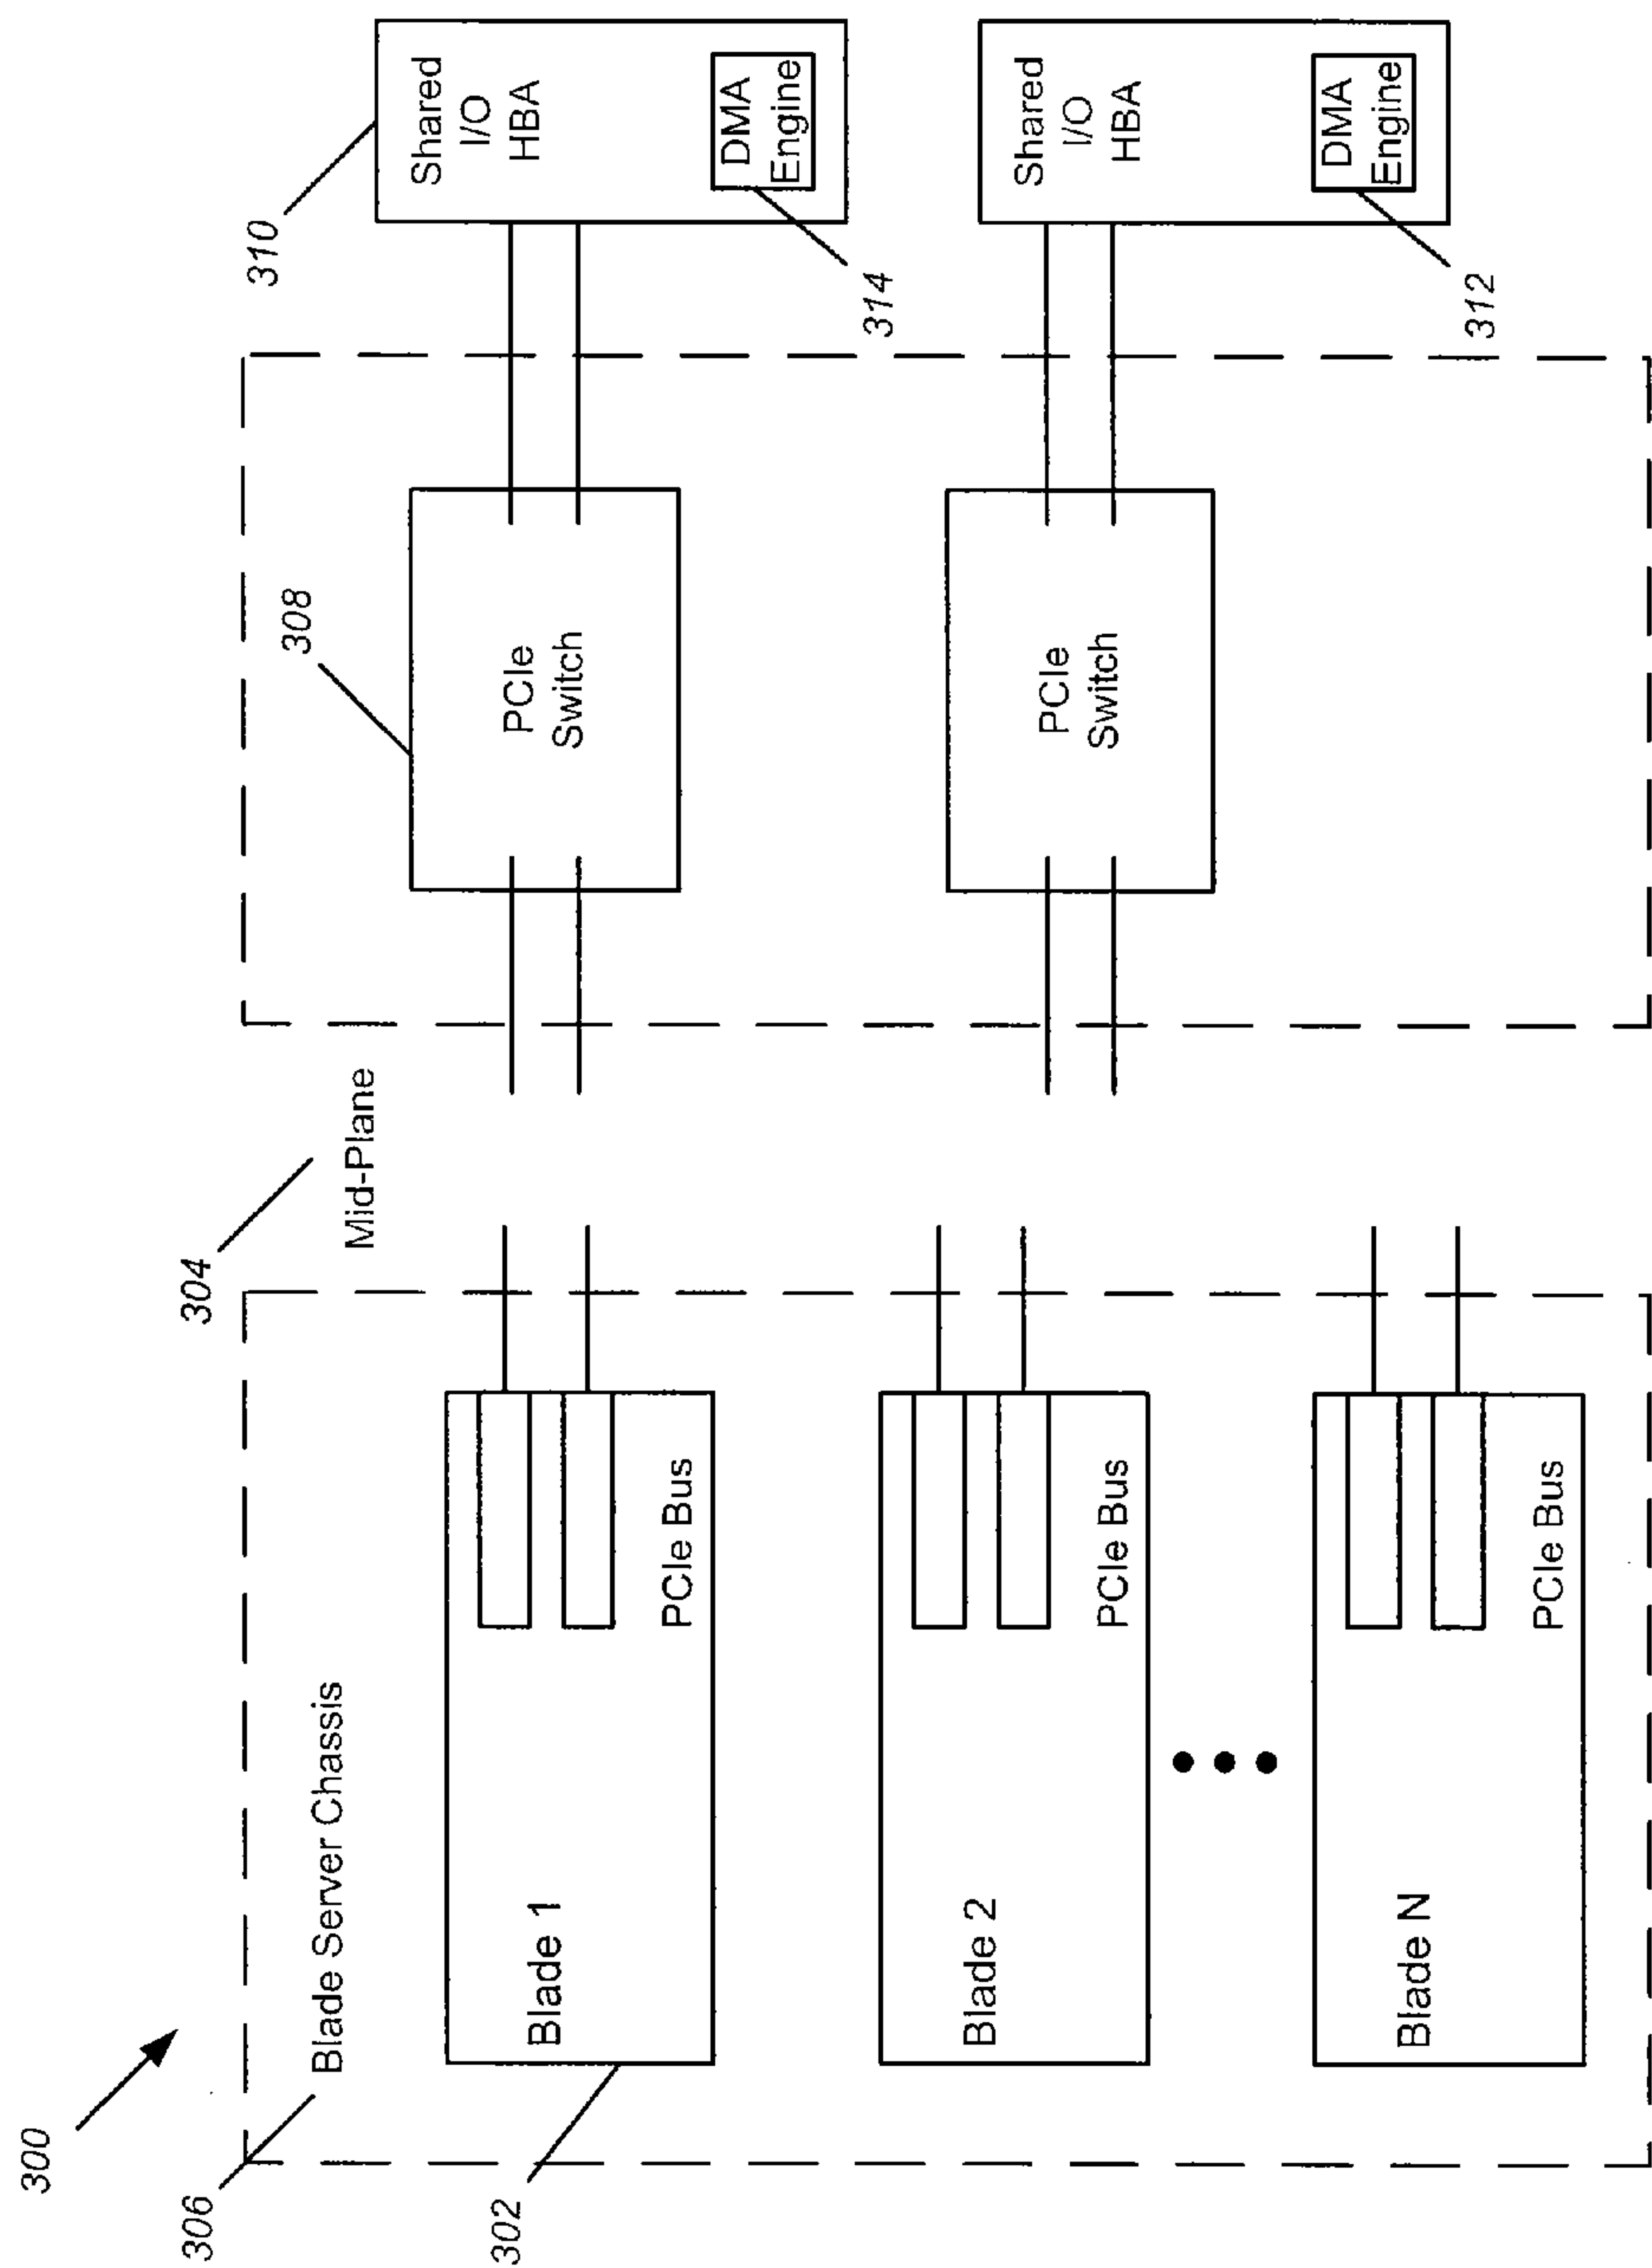 300
306
Blade Server Chassis
302
Blade 1
PCIe Bus
Blade 2
PCIe Bus
Blade N
PCIe Bus
304
Mid-Plane
308
PCIe
Switch
PCIe
Switch
310
Shared
I/O
HBA
DMA
Engine
314
Shared
I/O
HBA
DMA
Engine
312